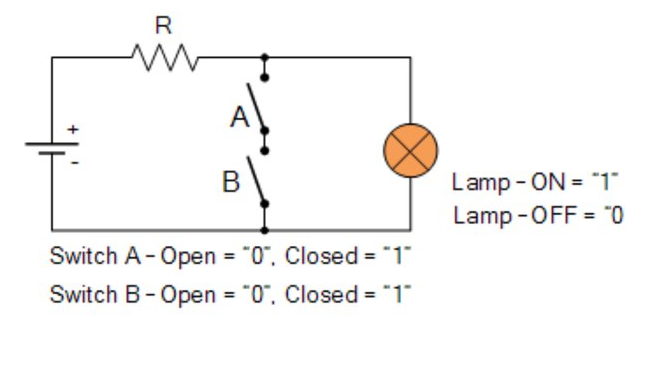 R
+
A
-
B
Lamp - ON = "1"
Lamp - OFF = "0
Switch A - Open = "0", Closed = "1"
Switch B - Open = "0", Closed = "1"